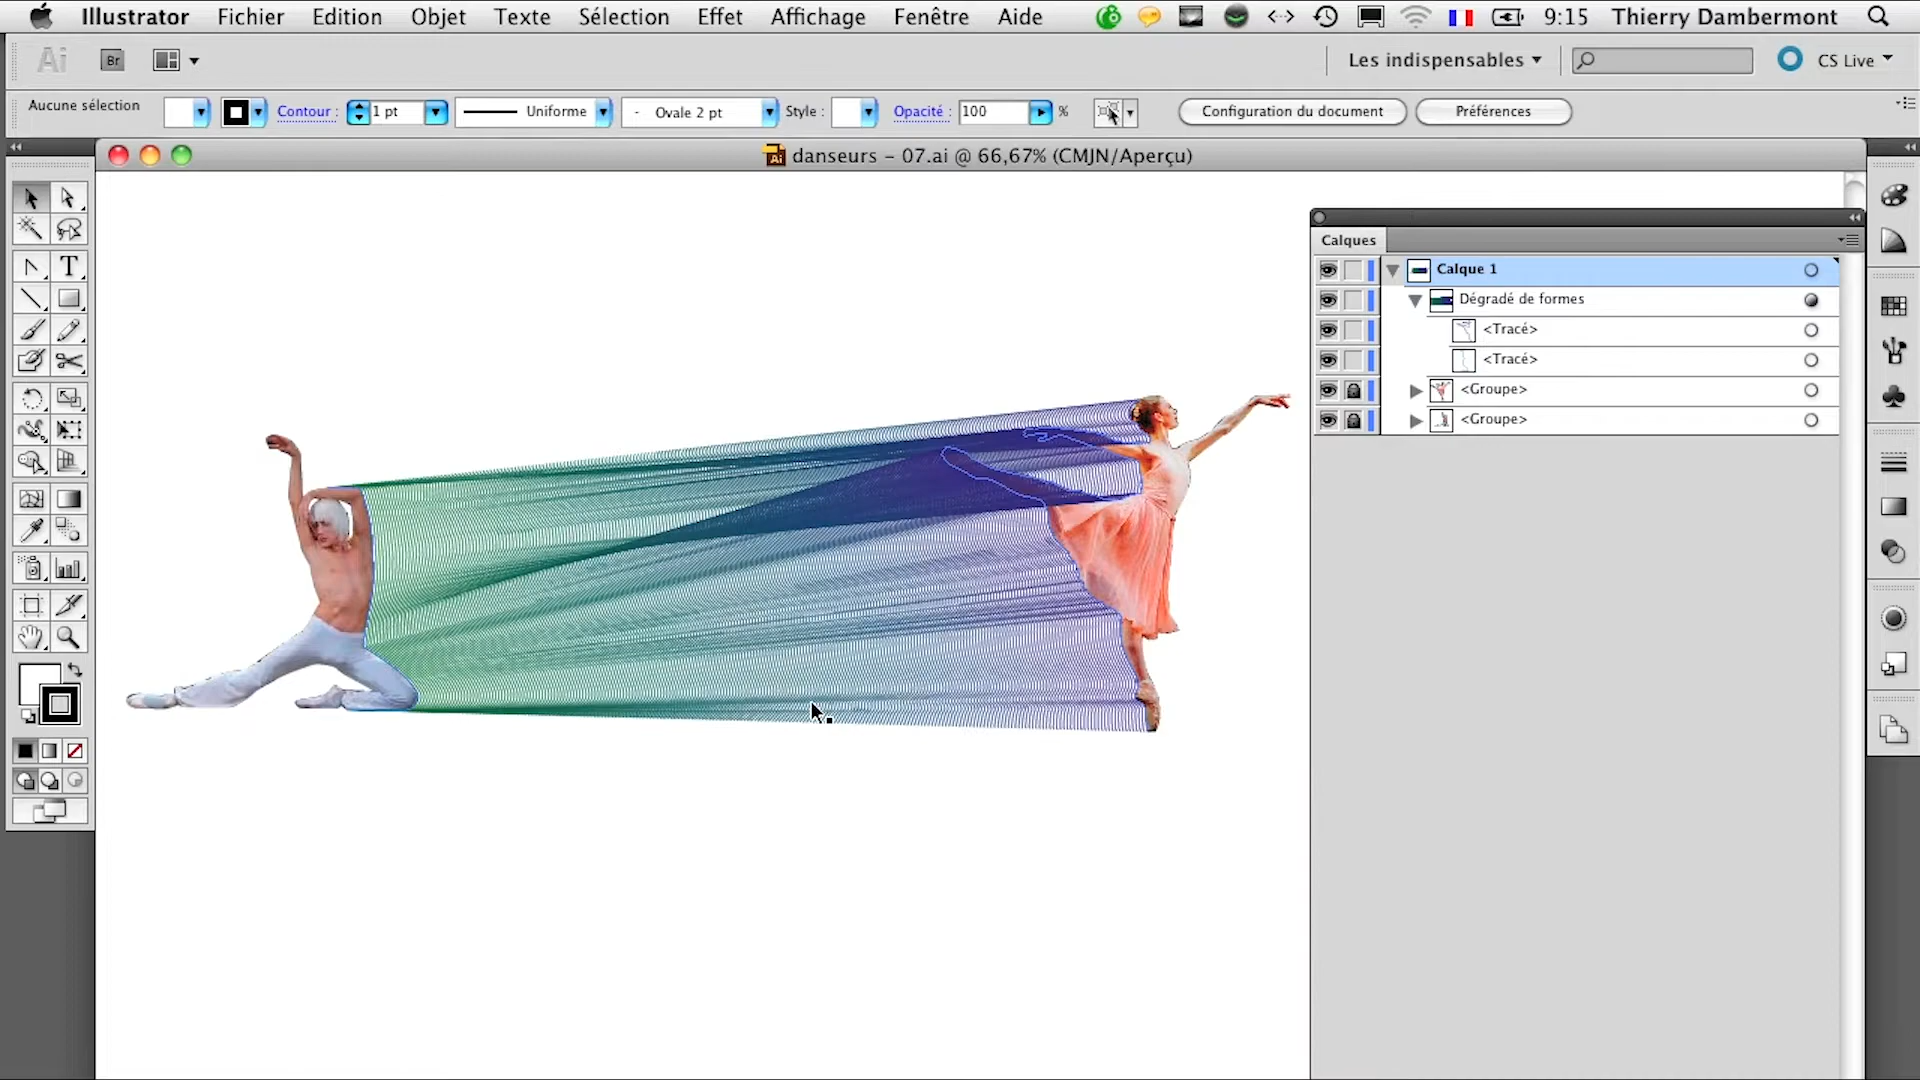 Illustrator Fichier Edition Objet Texte Sélection Effet Affichage Fenêtre Aide 9:15 Thierry Dambermont
Ai Br Les indispensables CS Live
Aucune sélection Contour : 1 pt Uniforme - Ovale 2 pt Style : Opacité : 100 % Configuration du document Préférences
Ai danseurs – 07.ai @ 66,67% (CMJN/Aperçu)
Calques
Calque 1
Dégradé de formes
<Tracé>
<Tracé>
<Groupe>
<Groupe>
T